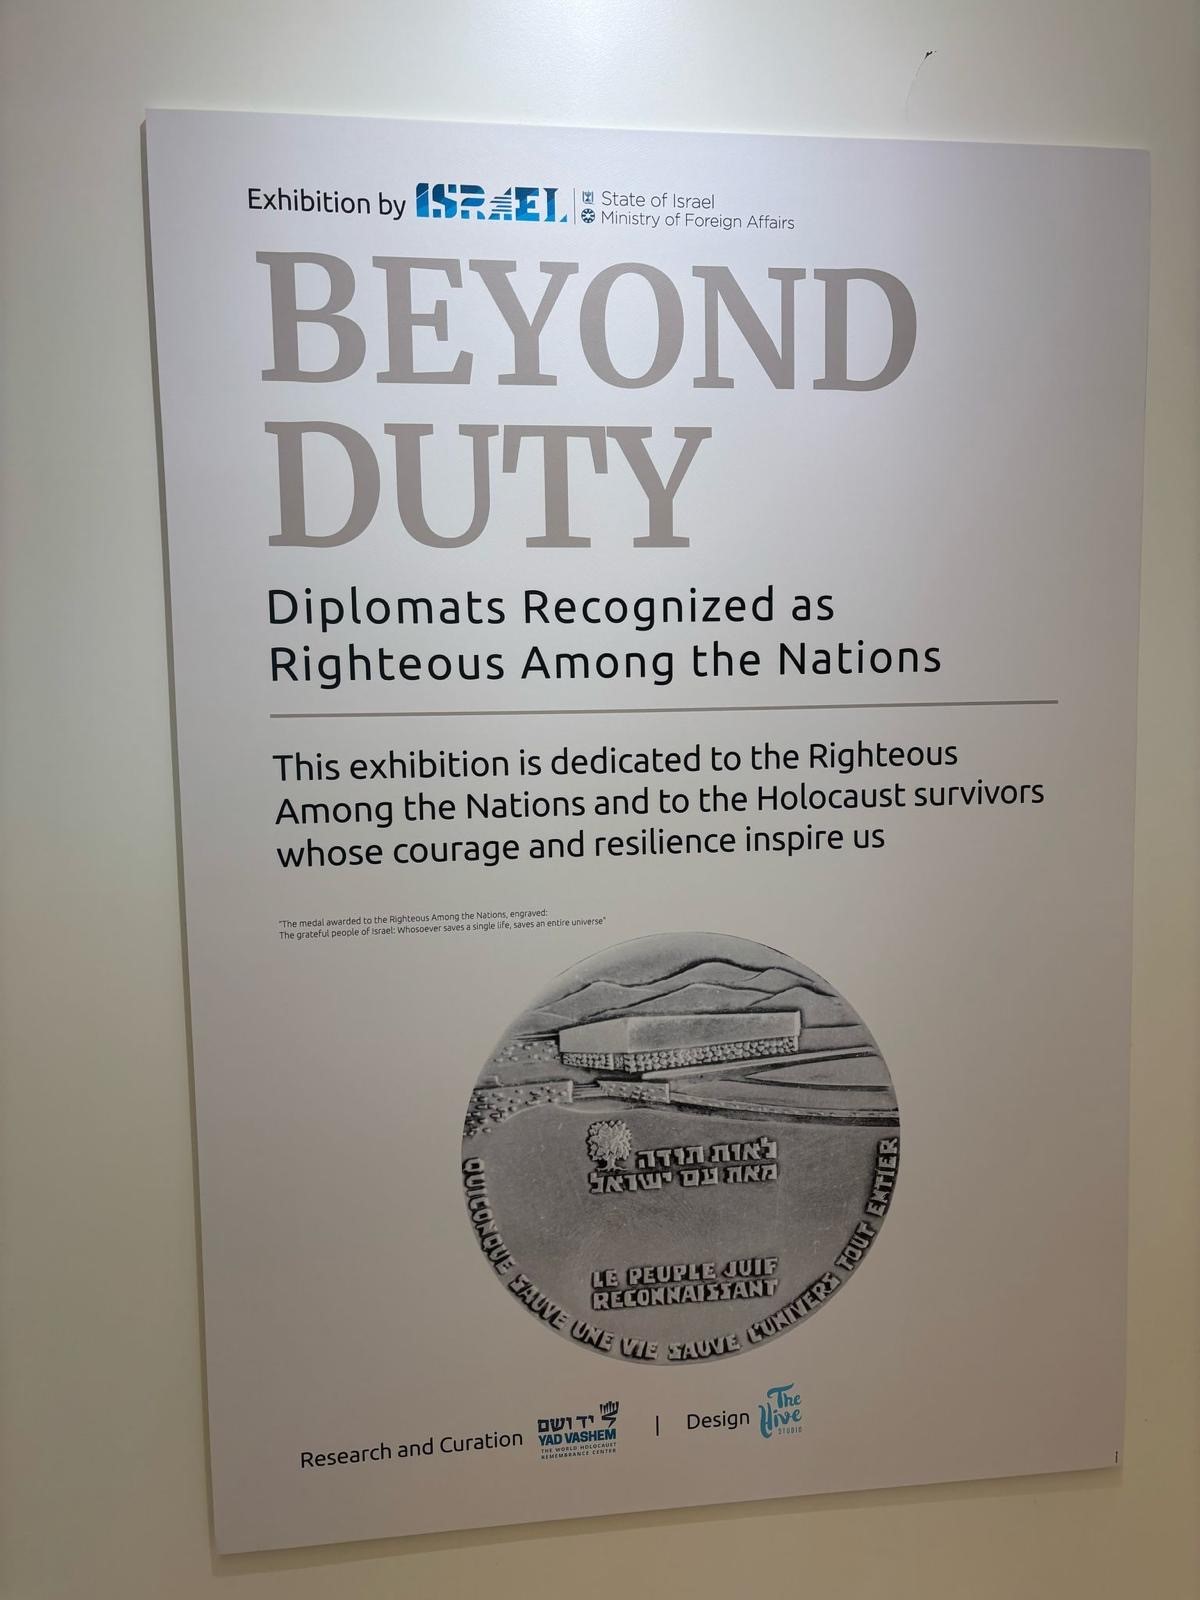 Exhibition by ISRAEL | State of Israel
Ministry of Foreign Affairs
BEYOND
DUTY
Diplomats Recognized as
Righteous Among the Nations
This exhibition is dedicated to the Righteous
Among the Nations and to the Holocaust survivors
whose courage and resilience inspire us
"The medal awarded to the Righteous Among the Nations, engraved:
The grateful people of Israel: Whosoever saves a single life, saves an entire universe"
לאות תודה
מאת עם ישראל
LE PEUPLE JUIF
RECONNAISSANT
QUICONQUE SAUVE UNE VIE SAUVE L'UNIVERS TOUT ENTIER
Research and Curation
יד ושם
YAD VASHEM
THE WORLD HOLOCAUST
REMEMBRANCE CENTER
| Design
The
Hive
STUDIO